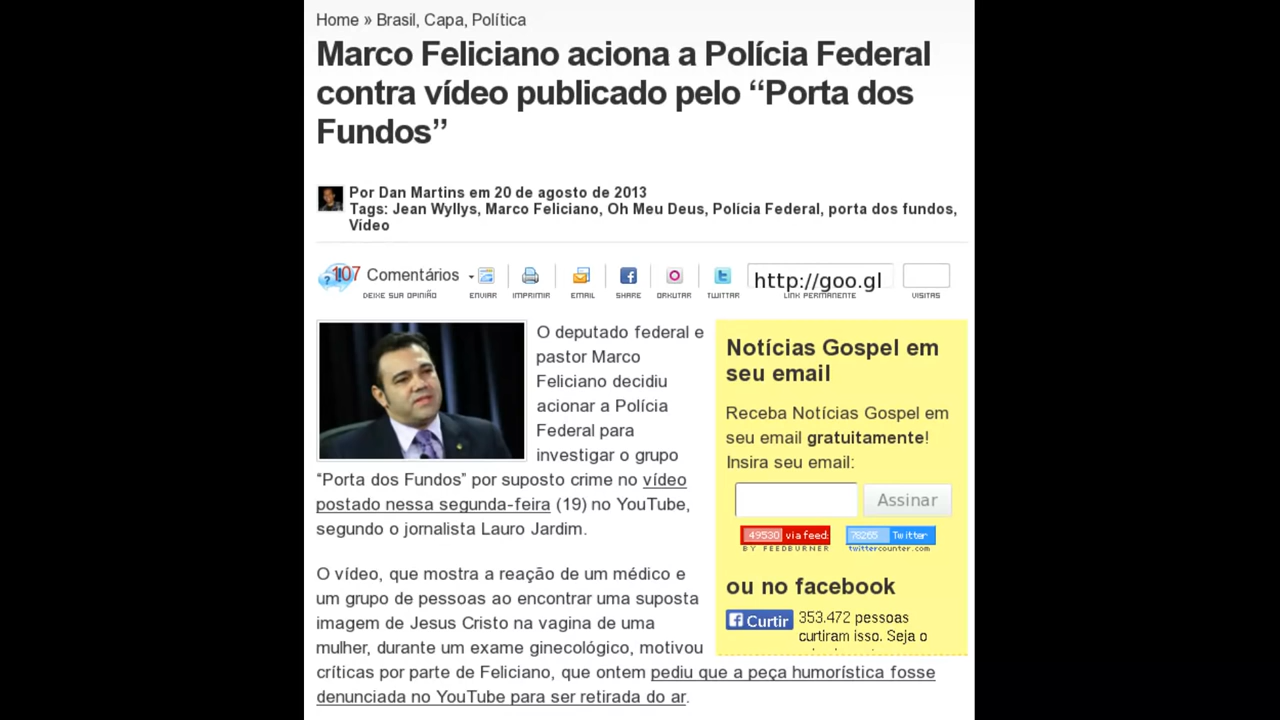 Home » Brasil, Capa, Política
Marco Feliciano aciona a Polícia Federal
contra vídeo publicado pelo “Porta dos
Fundos”
Por Dan Martins em 20 de agosto de 2013
Tags: Jean Wyllys, Marco Feliciano, Oh Meu Deus, Polícia Federal, porta dos fundos,
Vídeo
107 Comentários
DEIXE SUA OPINIÃO
ENVIAR
IMPRIMIR
EMAIL
SHARE
ORKUTAR
TWITTAR
http://goo.gl
LINK PERMANENTE
VISITAS
O deputado federal e
pastor Marco
Feliciano decidiu
acionar a Polícia
Federal para
investigar o grupo
“Porta dos Fundos” por suposto crime no vídeo
postado nessa segunda-feira (19) no YouTube,
segundo o jornalista Lauro Jardim.
O vídeo, que mostra a reação de um médico e
um grupo de pessoas ao encontrar uma suposta
imagem de Jesus Cristo na vagina de uma
mulher, durante um exame ginecológico, motivou
críticas por parte de Feliciano, que ontem pediu que a peça humorística fosse
denunciada no YouTube para ser retirada do ar.
Notícias Gospel em
seu email
Receba Notícias Gospel em
seu email gratuitamente!
Insira seu email:
Assinar
49530 via feed:
BY FEEDBURNER
78265 Twitter
twittercounter.com
ou no facebook
Curtir
353.472 pessoas
curtiram isso. Seja o